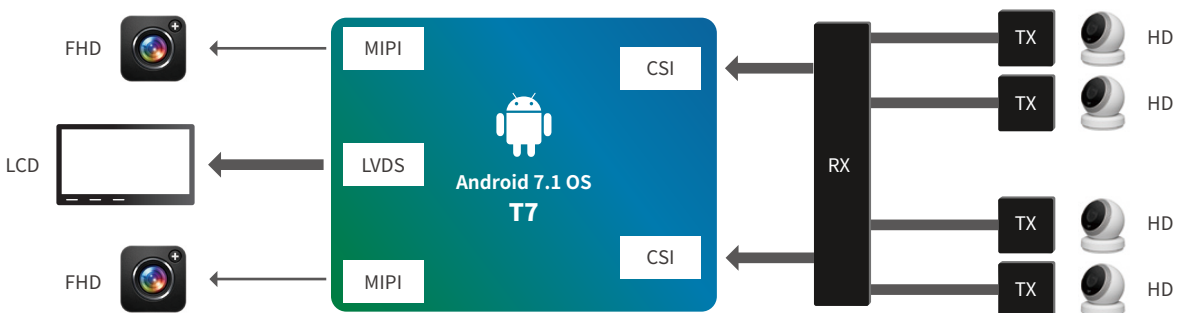 FHD
MIPI
CSI
TX
HD
TX
HD
LCD
LVDS
Android 7.1 OS
T7
RX
TX
HD
CSI
FHD
MIPI
TX
HD